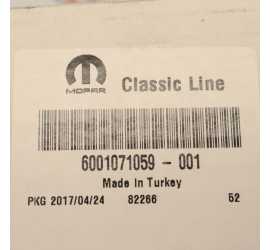 MOPAR
Classic Line
6001071059 - 001
Made In Turkey
PKG 2017/04/24 82266 52